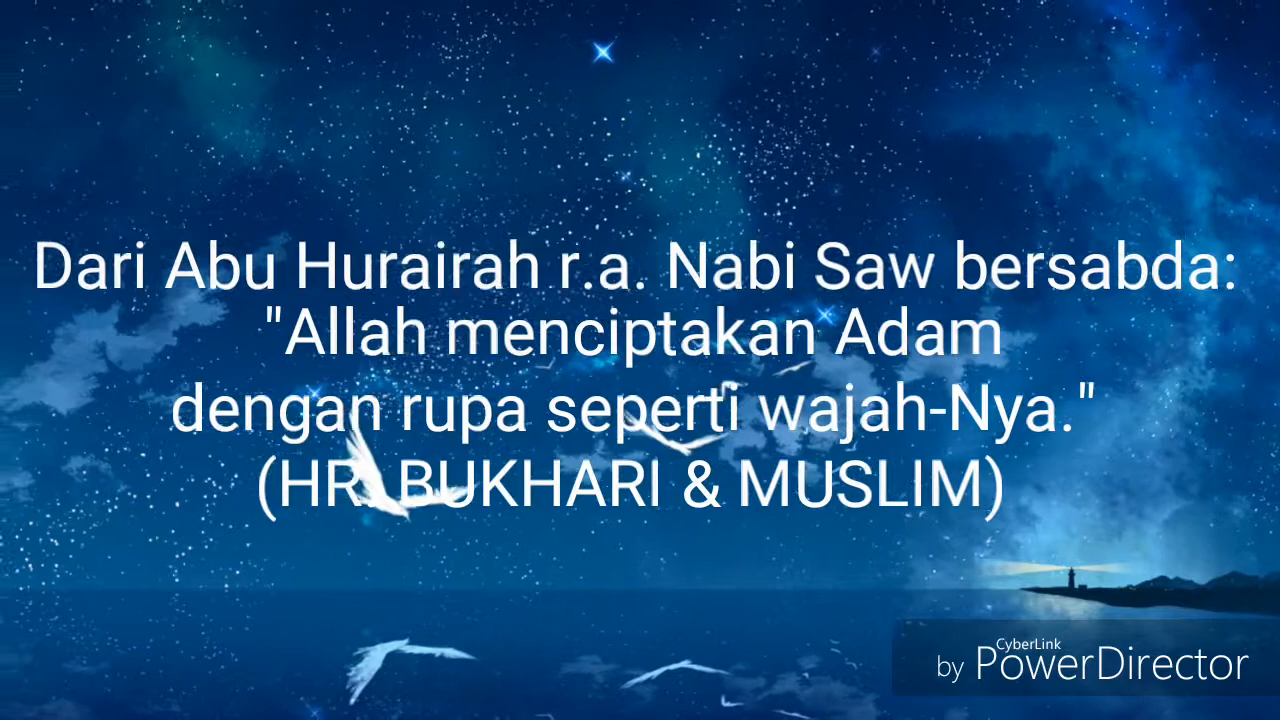 Dari Abu Hurairah r.a. Nabi Saw bersabda:
"Allah menciptakan Adam
dengan rupa seperti wajah-Nya."
(HR. BUKHARI & MUSLIM)
CyberLink
by PowerDirector